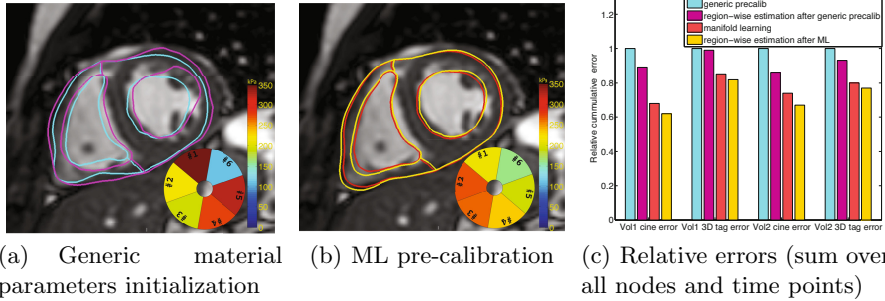 kPa
350
300
250
200
150
100
50
0
#1
#6
#2
#5
#3
#4
kPa
350
300
250
200
150
100
50
0
#1
#6
#2
#5
#3
#4
generic precalib
region-wise estimation after generic precalib
manifold learning
region-wise estimation after ML
Relative cummulative error
1.2
1
0.8
0.6
0.4
0.2
0
Vol1 cine error Vol1 3D tag error Vol2 cine error Vol2 3D tag error
(a) Generic material
parameters initialization
(b) ML pre-calibration
(c) Relative errors (sum over
all nodes and time points)